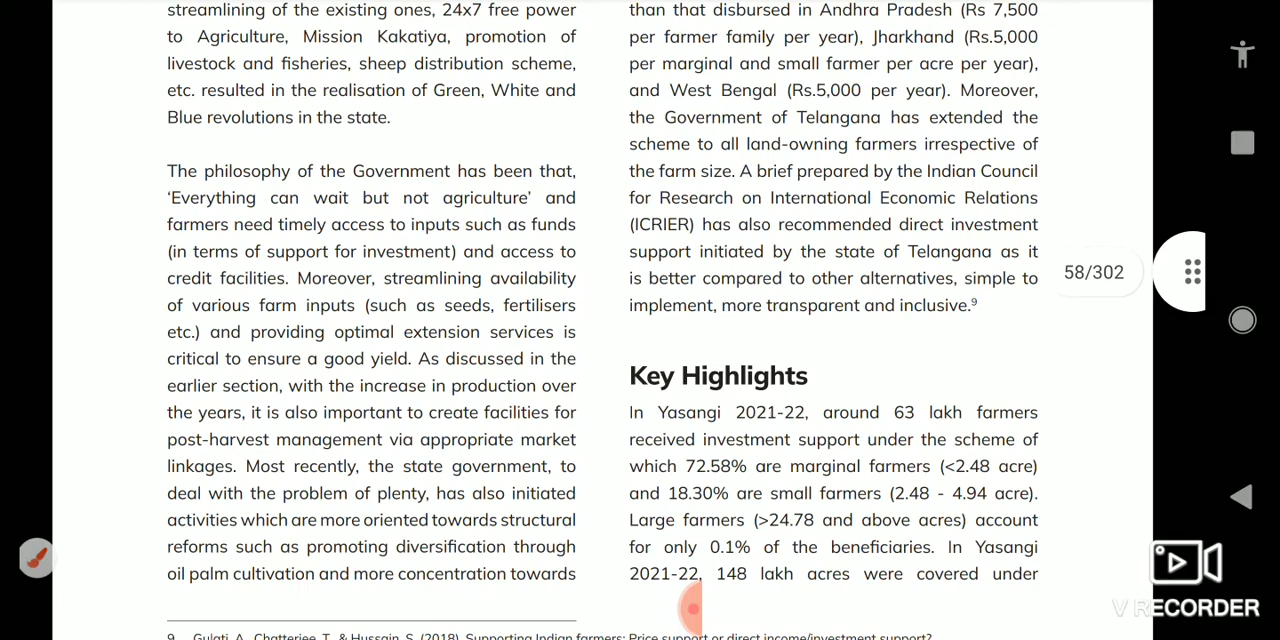 streamlining of the existing ones, 24x7 free power
to Agriculture, Mission Kakatiya, promotion of
livestock and fisheries, sheep distribution scheme,
etc. resulted in the realisation of Green, White and
Blue revolutions in the state.
The philosophy of the Government has been that,
‘Everything can wait but not agriculture’ and
farmers need timely access to inputs such as funds
(in terms of support for investment) and access to
credit facilities. Moreover, streamlining availability
of various farm inputs (such as seeds, fertilisers
etc.) and providing optimal extension services is
critical to ensure a good yield. As discussed in the
earlier section, with the increase in production over
the years, it is also important to create facilities for
post-harvest management via appropriate market
linkages. Most recently, the state government, to
deal with the problem of plenty, has also initiated
activities which are more oriented towards structural
reforms such as promoting diversification through
oil palm cultivation and more concentration towards
than that disbursed in Andhra Pradesh (Rs 7,500
per farmer family per year), Jharkhand (Rs.5,000
per marginal and small farmer per acre per year),
and West Bengal (Rs.5,000 per year). Moreover,
the Government of Telangana has extended the
scheme to all land-owning farmers irrespective of
the farm size. A brief prepared by the Indian Council
for Research on International Economic Relations
(ICRIER) has also recommended direct investment
support initiated by the state of Telangana as it
is better compared to other alternatives, simple to
implement, more transparent and inclusive.⁹
Key Highlights
In Yasangi 2021-22, around 63 lakh farmers
received investment support under the scheme of
which 72.58% are marginal farmers (<2.48 acre)
and 18.30% are small farmers (2.48 - 4.94 acre).
Large farmers (>24.78 and above acres) account
for only 0.1% of the beneficiaries. In Yasangi
2021-22, 148 lakh acres were covered under
9 Gulati, A., Chatterjee, T., & Hussain, S. (2018). Supporting Indian farmers: Price support or direct income/investment support?
58/302
V RECORDER